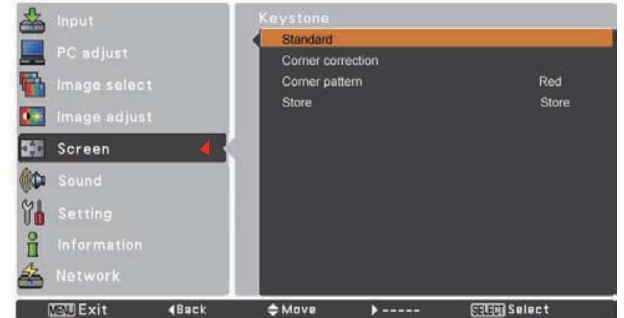 Input
PC adjust
Image select
Image adjust
Screen
Sound
Setting
Information
Network
Keystone
Standard
Corner correction
Corner pattern Red
Store Store
MENU Exit ◀Back Move ▶ ----- SELECT Select